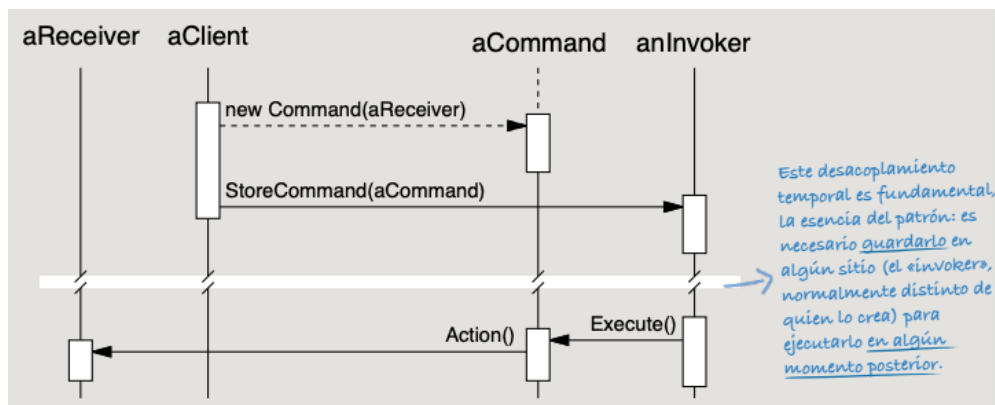 aReceiver aClient aCommand anInvoker
new Command(aReceiver)
StoreCommand(aCommand)
Este desacoplamiento
temporal es fundamental,
la esencia del patrón: es
necesario guardarlo en
algún sitio (el «invoker»,
normalmente distinto de
quien lo crea) para
ejecutarlo en algún
momento posterior.
Action() Execute()